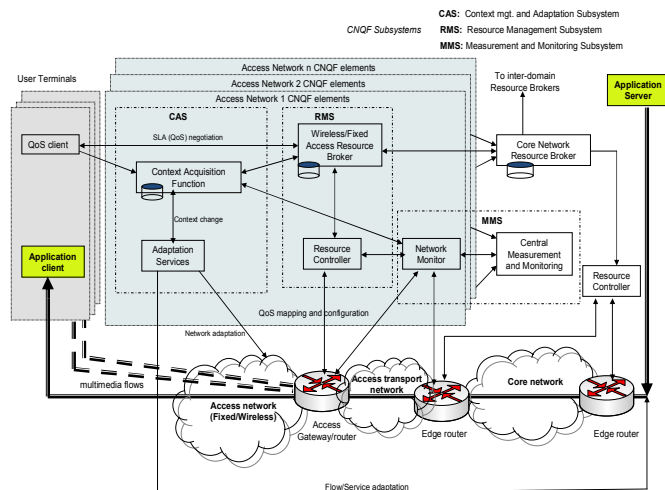 CAS: Context mgt. and Adaptation Subsystem
CNQF Subsystems
RMS: Resource Management Subsystem
MMS: Measurement and Monitoring Subsystem
Access Network n CNQF elements
Access Network 2 CNQF elements
Access Network 1 CNQF elements
User Terminals
To inter-domain
Resource Brokers
Application
Server
CAS
RMS
QoS client
SLA (QoS) negotiation
Wireless/Fixed
Access Resource
Broker
Core Network
Resource Broker
Context Acquisition
Function
Context change
MMS
Application
client
Adaptation
Services
Resource
Controller
Network
Monitor
Central
Measurement
and Monitoring
Resource
Controller
QoS mapping and configuration
Network adaptation
multimedia flows
Access network
(Fixed/Wireless)
Access transport
network
Core network
Access
Gateway/router
Edge router
Edge router
Flow/Service adaptation